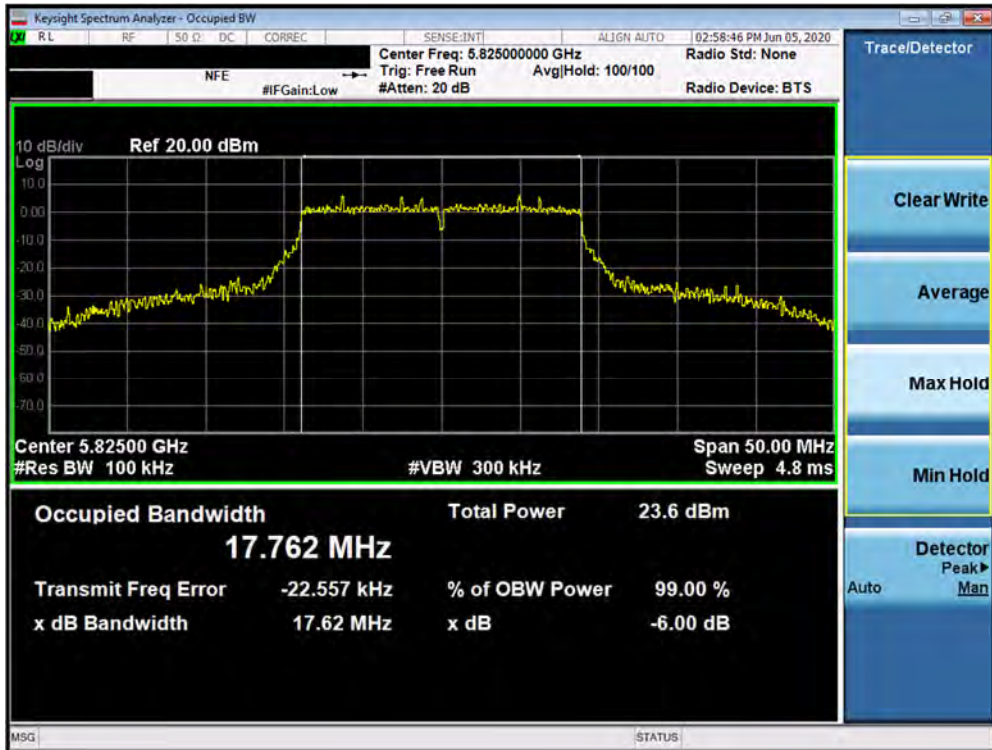 Keysight Spectrum Analyzer - Occupied BW
LXI RL RF 50 Ω DC CORREC SENSE:INT ALIGN AUTO 02:58:46 PM Jun 05, 2020
Center Freq: 5.825000000 GHz Radio Std: None
NFE Trig: Free Run Avg|Hold: 100/100
#IFGain:Low #Atten: 20 dB Radio Device: BTS
10 dB/div Ref 20.00 dBm
Log
10.0
0.00
-10.0
-20.0
-30.0
-40.0
-50.0
-60.0
-70.0
Center 5.82500 GHz Span 50.00 MHz
#Res BW 100 kHz #VBW 300 kHz Sweep 4.8 ms
Occupied Bandwidth Total Power 23.6 dBm
17.762 MHz
Transmit Freq Error -22.557 kHz % of OBW Power 99.00 %
x dB Bandwidth 17.62 MHz x dB -6.00 dB
MSG STATUS
Trace/Detector
Clear Write
Average
Max Hold
Min Hold
Detector
Peak▶
Auto Man